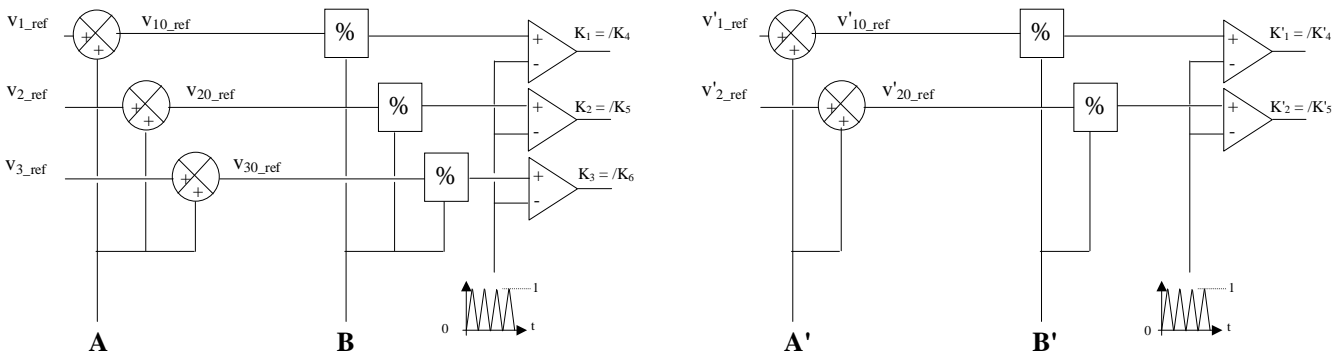 v1_ref
v10_ref
%
+
+
+
-
K1 = /K4
v2_ref
v20_ref
%
+
+
+
-
K2 = /K5
v3_ref
v30_ref
%
+
+
+
-
K3 = /K6
1
0
t
A
B
v'1_ref
v'10_ref
%
+
+
+
-
K'1 = /K'4
v'2_ref
v'20_ref
%
+
+
+
-
K'2 = /K'5
1
0
t
A'
B'